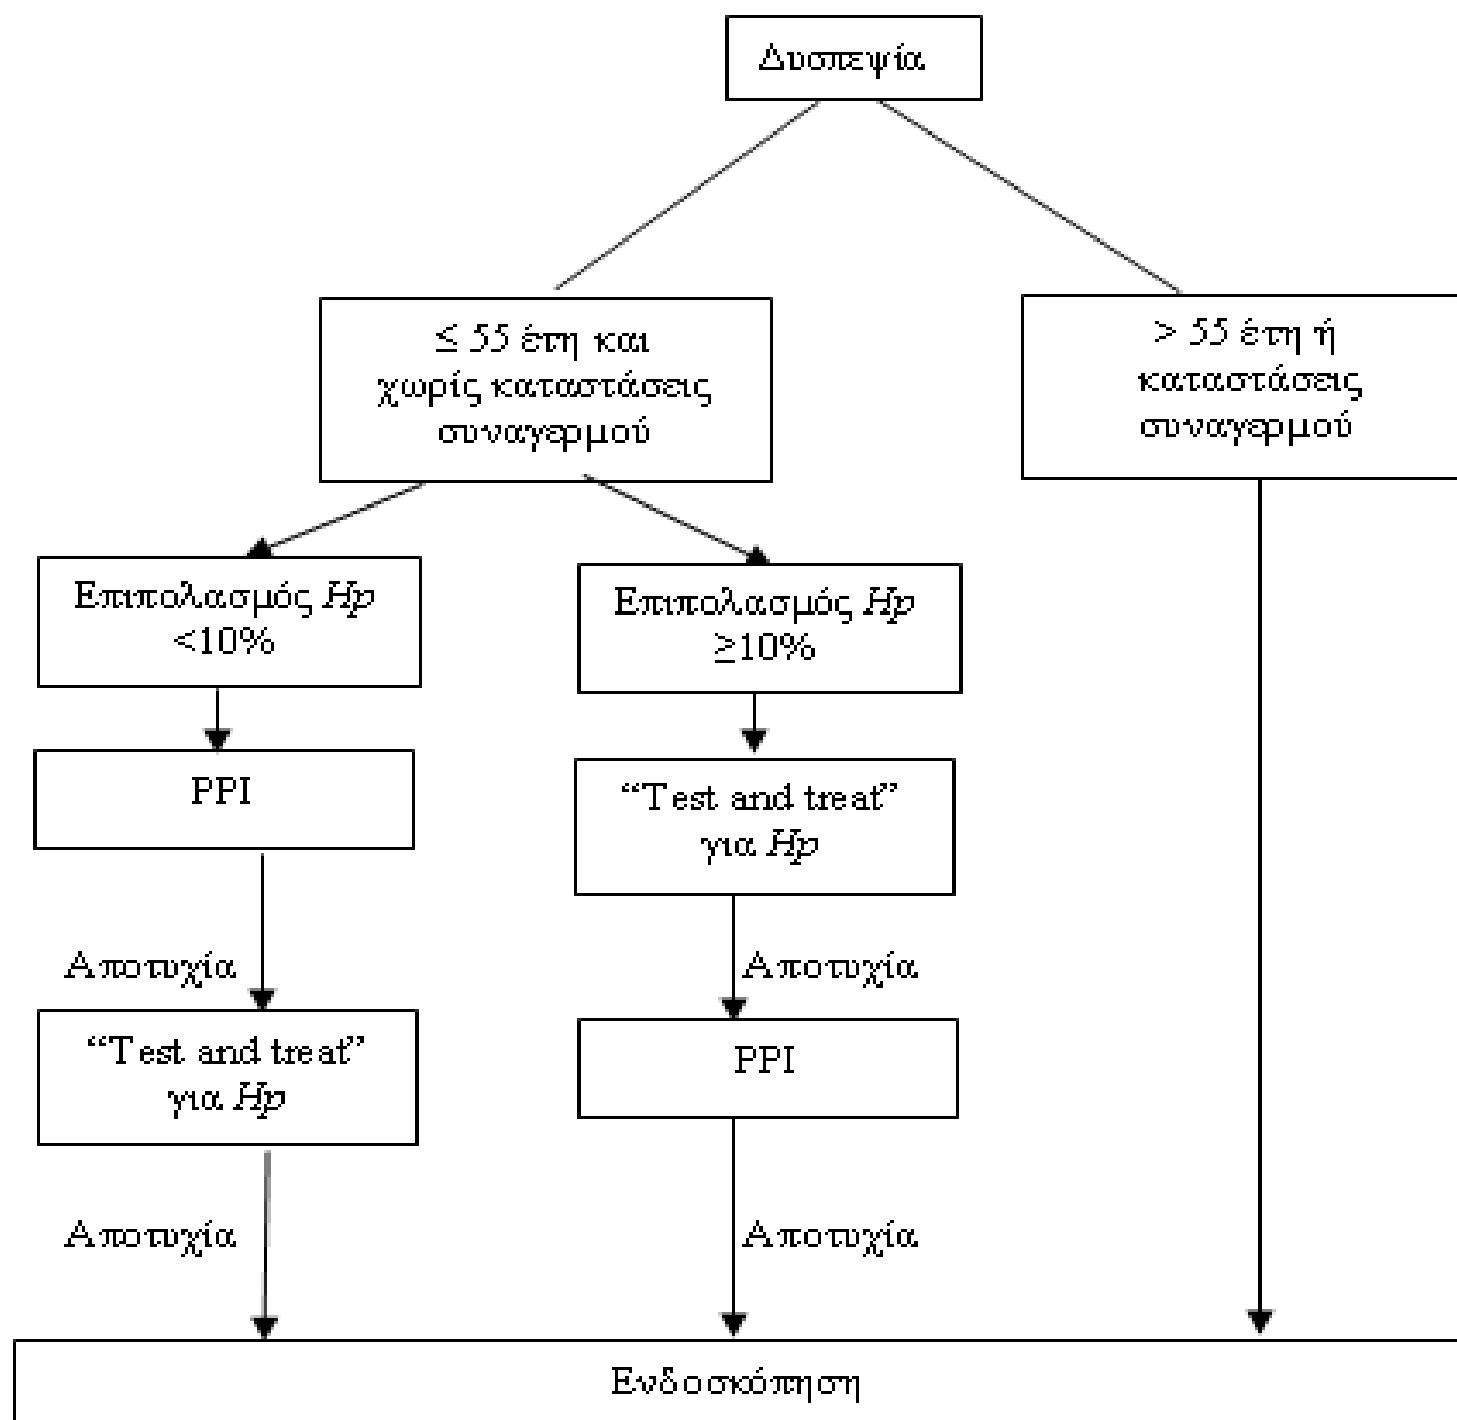 Δυσπεψία
≤ 55 έτη και
χωρίς καταστάσεις
συναγερμού
> 55 έτη ή
καταστάσεις
συναγερμού
Επιπολασμός Hp
<10%
Επιπολασμός Hp
≥10%
PPI
“Test and treat”
για Hp
Αποτυχία
Αποτυχία
“Test and treat”
για Hp
PPI
Αποτυχία
Αποτυχία
Ενδοσκόπηση